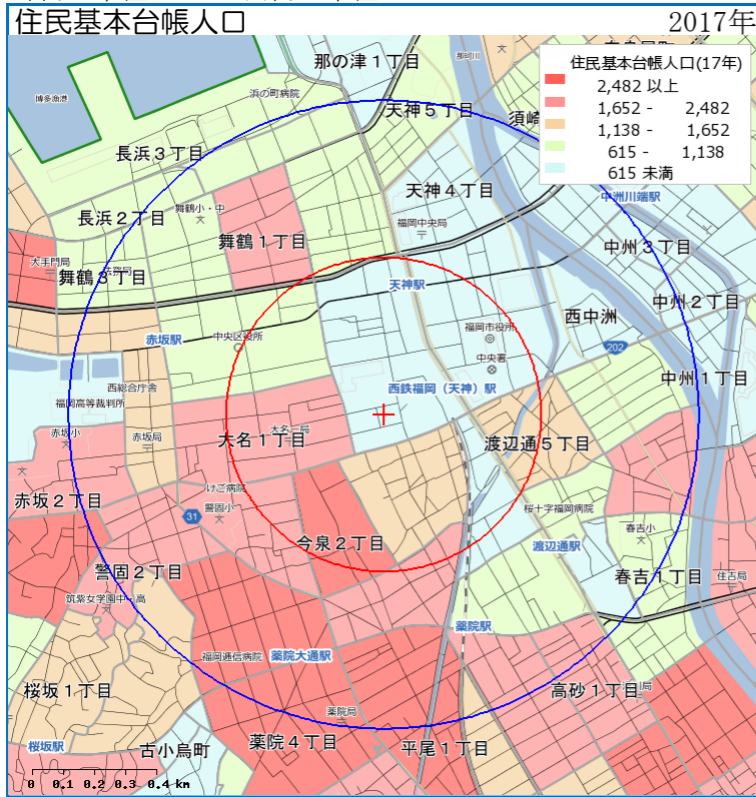 住民基本台帳人口
2017年
住民基本台帳人口(17年)
2,482 以上
1,652 - 2,482
1,138 - 1,652
615 - 1,138
615 未満
那の津1丁目
博多漁港
浜の町病院
天神5丁目
須崎
長浜3丁目
天神4丁目
中洲川端駅
舞鶴小・中
長浜2丁目
福岡中央局
舞鶴1丁目
中州3丁目
大手門局
舞鶴3丁目
天神駅
中州2丁目
西中洲
福岡市役所
赤坂駅
中央区役所
中央署
202
中州1丁目
西総合庁舎
西鉄福岡(天神)駅
福岡高等裁判所
赤坂小
赤坂局
大名1丁目
渡辺通5丁目
けご病院
赤坂2丁目
31
警固小
桜十字福岡病院
今泉2丁目
春吉小
渡辺通駅
警固2丁目
春吉1丁目
住吉局
筑紫女学園中・高
薬院駅
福岡逓信病院
薬院大通駅
桜坂1丁目
高砂1丁目
薬院局
桜坂駅
古小烏町
薬院4丁目
平尾1丁目
0 0.1 0.2 0.3 0.4 km